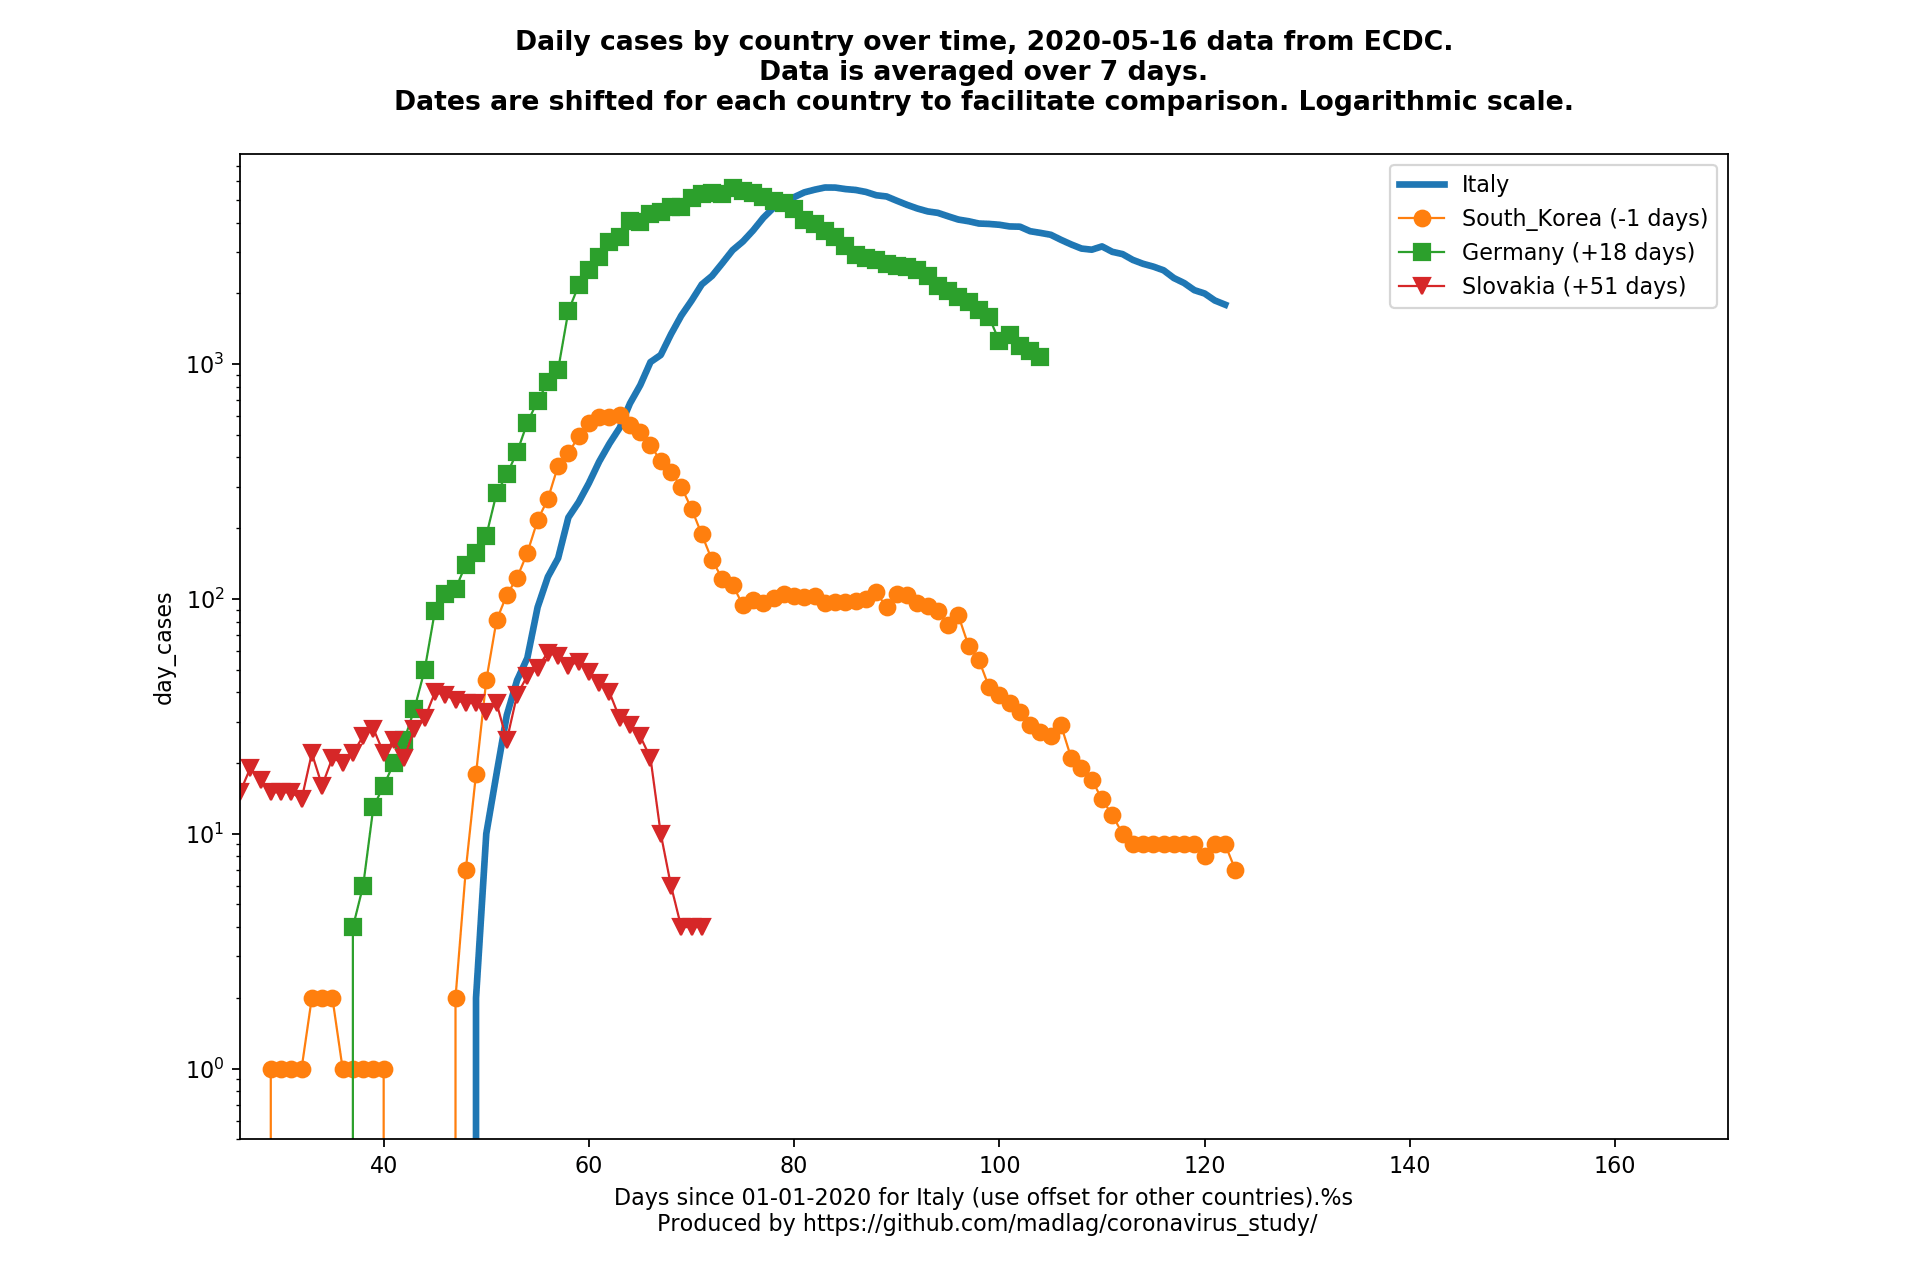 Daily cases by country over time, 2020-05-16 data from ECDC.
Data is averaged over 7 days.
Dates are shifted for each country to facilitate comparison. Logarithmic scale.
Italy
South_Korea (-1 days)
Germany (+18 days)
Slovakia (+51 days)
day_cases
10³
10²
10¹
10⁰
40 60 80 100 120 140 160
Days since 01-01-2020 for Italy (use offset for other countries).%s
Produced by https://github.com/madlag/coronavirus_study/